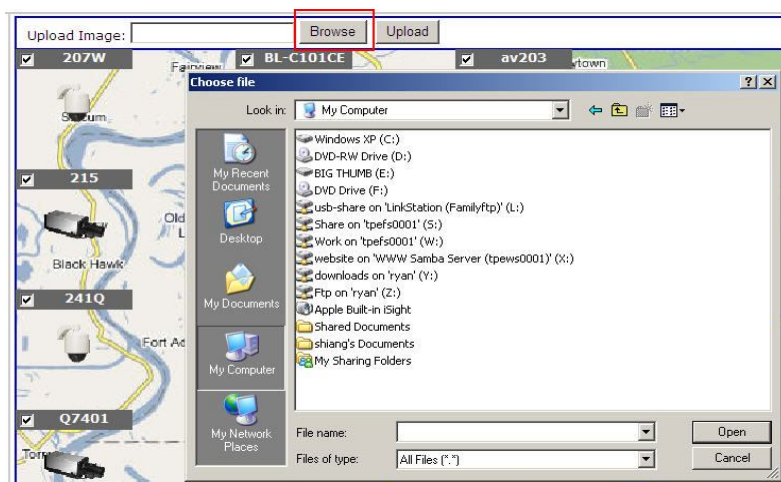 Upload Image:
Browse
Upload
207W
BL-C101CE
av203
ytown
Choose file
Look in:
My Computer
Windows XP (C:)
DVD-RW Drive (D:)
BIG THUMB (E:)
DVD Drive (F:)
usb-share on 'LinkStation (Familyftp)' (L:)
Share on 'tpefs0001' (S:)
Work on 'tpefs0001' (W:)
website on 'WWW Samba Server (tpews0001)' (X:)
downloads on 'ryan' (Y:)
Ftp on 'ryan' (Z:)
Apple Built-in iSight
Shared Documents
shiang's Documents
My Sharing Folders
My Recent
Documents
Desktop
My Documents
My Computer
My Network
Places
215
Old
Black Hawk
241Q
Fort Ad
Q7401
File name:
Open
Files of type:
All Files (*.*)
Cancel